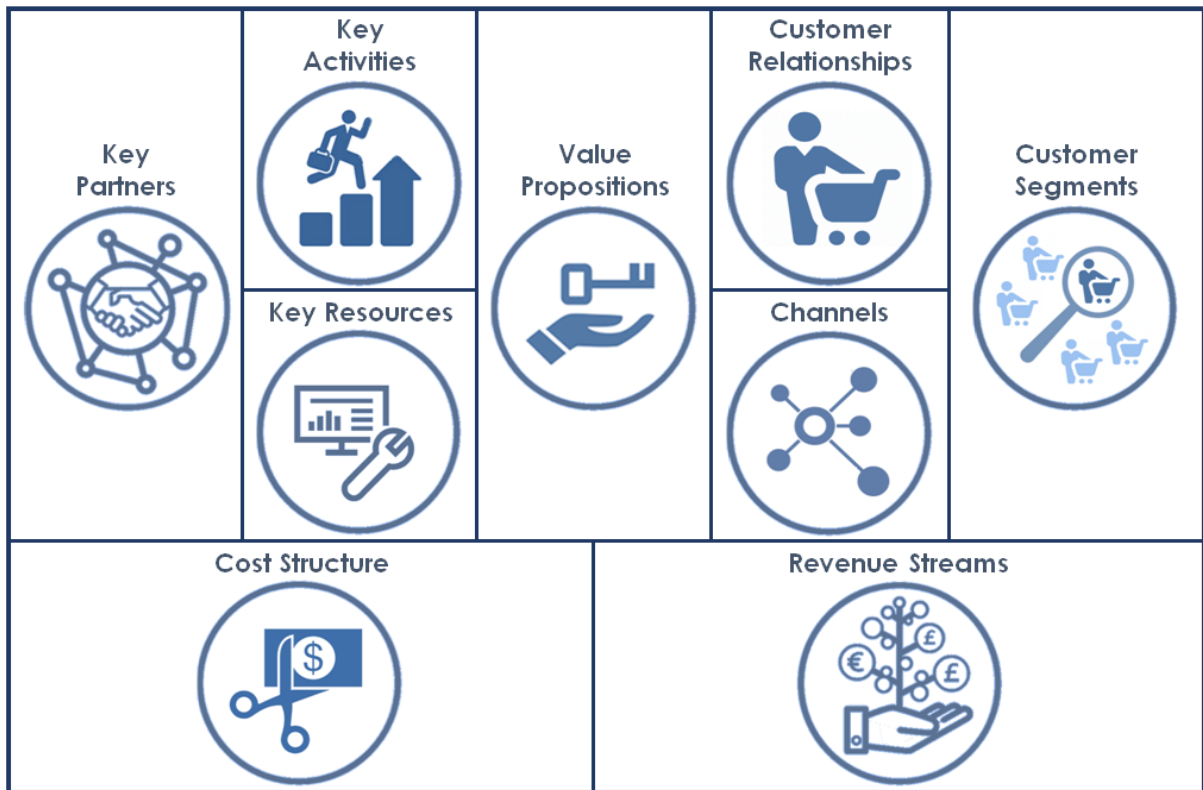 Key
Partners
Key
Activities
Key Resources
Value
Propositions
Customer
Relationships
Channels
Customer
Segments
Cost Structure
$
Revenue Streams
£
€
£